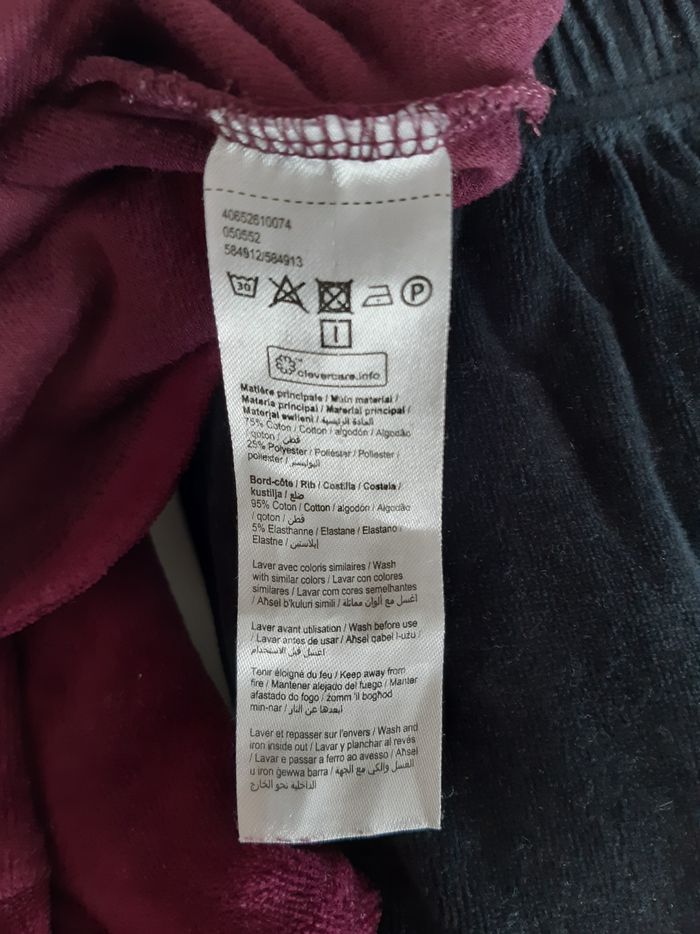 40652610074
050552
584912/584913
30 P
clevercare.info
Matière principale / Main material /
Materia principal / Material principal /
Materjal ewlieni / المادة الرئيسية
75% Coton / Cotton / algodón / Algodão
/ qoton / قطن
25% Polyester / Poliéster / Poliester /
poliester / البوليستر
Bord-côte / Rib / Costilla / Costela /
kustilja / ضلع
95% Coton / Cotton / algodón / Algodão
/ qoton / قطن
5% Elasthanne / Elastane / Elastano
Elastne / إيلاستين
Laver avec coloris similaires / Wash
with similar colors / Lavar con colores
similares / Lavar com cores semelhantes
/ Aħsel b'kuluri simili / اغسل مع ألوان مماثلة
Laver avant utilisation / Wash before use
/ Lavar antes de usar / Aħsel qabel l-użu /
اغسل قبل الاستخدام
Tenir éloigné du feu / Keep away from
fire / Mantener alejado del fuego / Manter
afastado do fogo / żomm 'il bogħod
min-nar / ابعدها عن النار
Laver et repasser sur l'envers / Wash and
iron inside out / Lavar y planchar al revés
/ Lavar e passar a ferro ao avesso / Aħsel
u iron ġewwa barra / الغسل والكي مع الجهة
الداخلية نحو الخارج